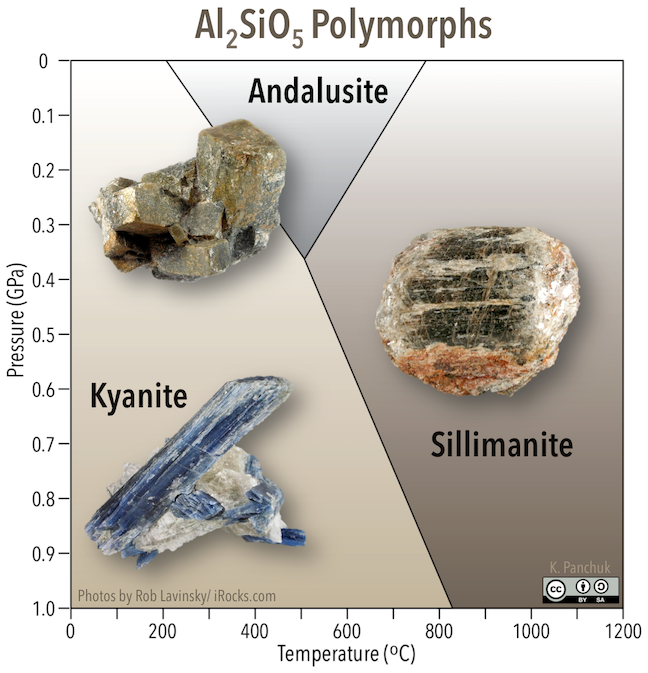 Al₂SiO₅ Polymorphs
0
0.1
0.2
0.3
0.4
0.5
0.6
0.7
0.8
0.9
1.0
Pressure (GPa)
Andalusite
Kyanite
Sillimanite
K. Panchuk
cc
BY SA
Photos by Rob Lavinsky/ iRocks.com
0 200 400 600 800 1000 1200
Temperature (ºC)